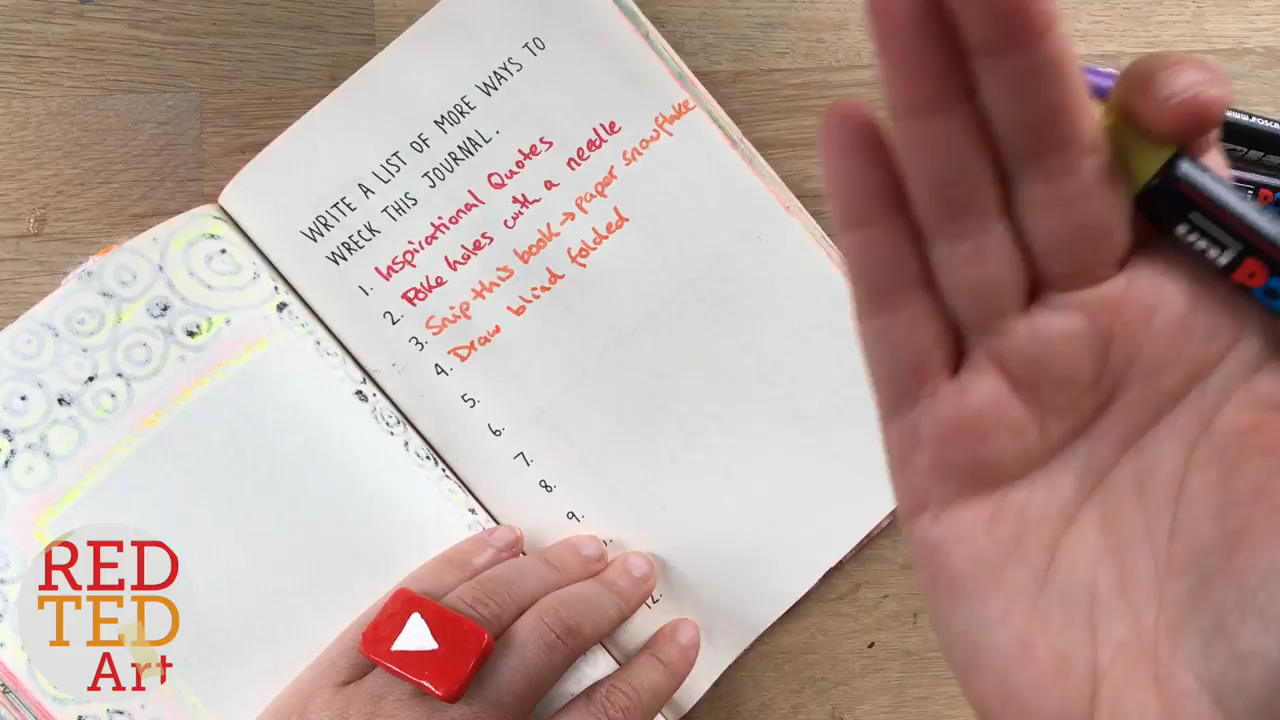 WRITE A LIST OF MORE WAYS TO
WRECK THIS JOURNAL.
1. Inspirational Quotes
2. Poke holes with a needle
3. Snip this book → paper snowflake
4. Draw blind folded
5.
6.
7.
8.
9.
12.
RED
TED
Art
uni